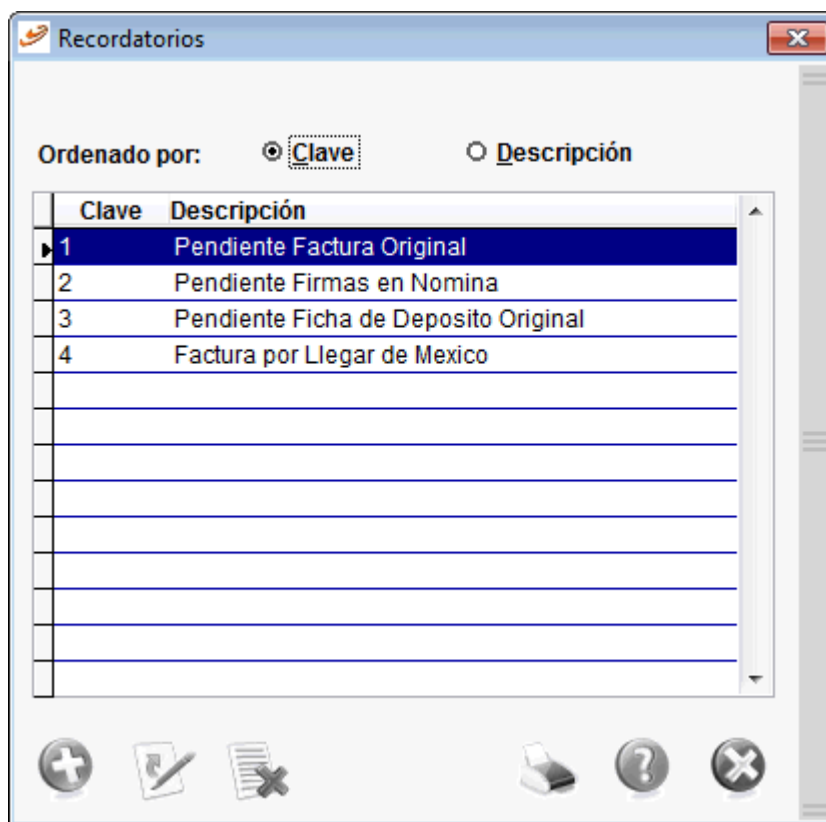 Recordatorios
Ordenado por: Clave Descripción
Clave Descripción
1 Pendiente Factura Original
2 Pendiente Firmas en Nomina
3 Pendiente Ficha de Deposito Original
4 Factura por Llegar de Mexico